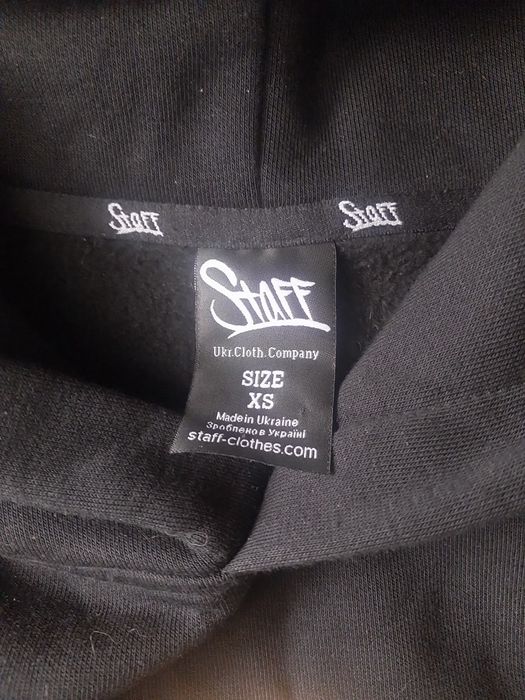 Staff Staff
Staff
Ukr.Cloth.Company
SIZE
XS
Made in Ukraine
Зроблено в Україні
staff-clothes.com